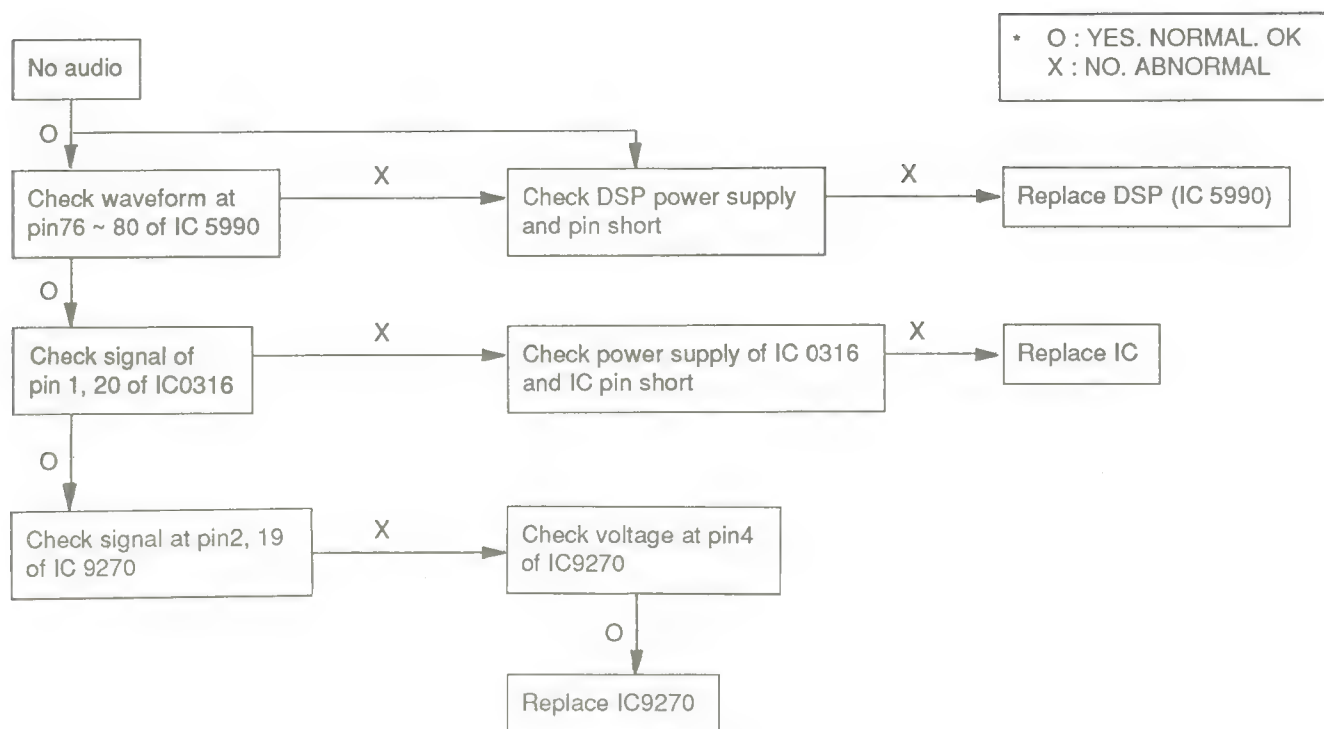 * O : YES. NORMAL. OK
X : NO. ABNORMAL
No audio
O
Check waveform at
pin76 ~ 80 of IC 5990
X
Check DSP power supply
and pin short
X
Replace DSP (IC 5990)
O
Check signal of
pin 1, 20 of IC0316
X
Check power supply of IC 0316
and IC pin short
X
Replace IC
O
Check signal at pin2, 19
of IC 9270
X
Check voltage at pin4
of IC9270
O
Replace IC9270